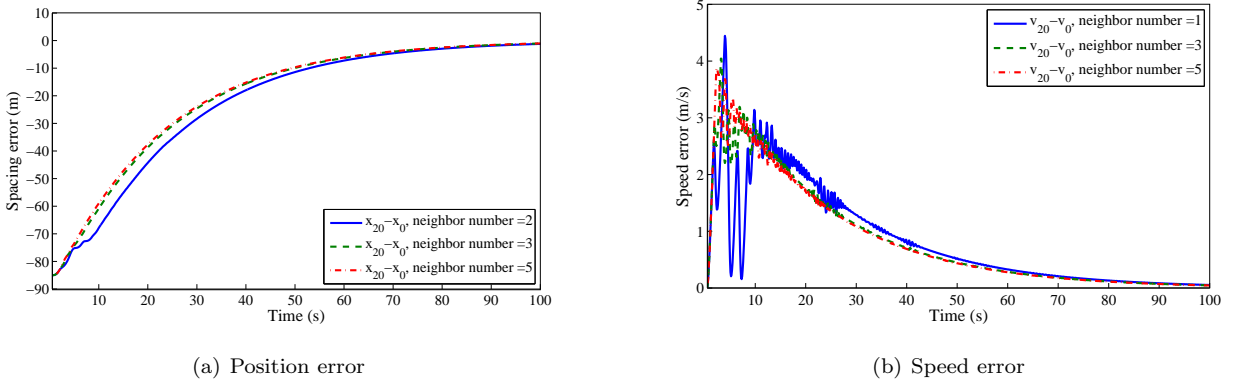 10
0
−10
−20
−30
−40
−50
−60
−70
−80
−90
Spacing error (m)
x20−x0, neighbor number =2
x20−x0, neighbor number =3
x20−x0, neighbor number =5
10 20 30 40 50 60 70 80 90 100
Time (s)
(a) Position error
5
4
3
2
1
0
Speed error (m/s)
v20−v0, neighbor number =1
v20−v0, neighbor number =3
v20−v0, neighbor number =5
10 20 30 40 50 60 70 80 90 100
Time (s)
(b) Speed error